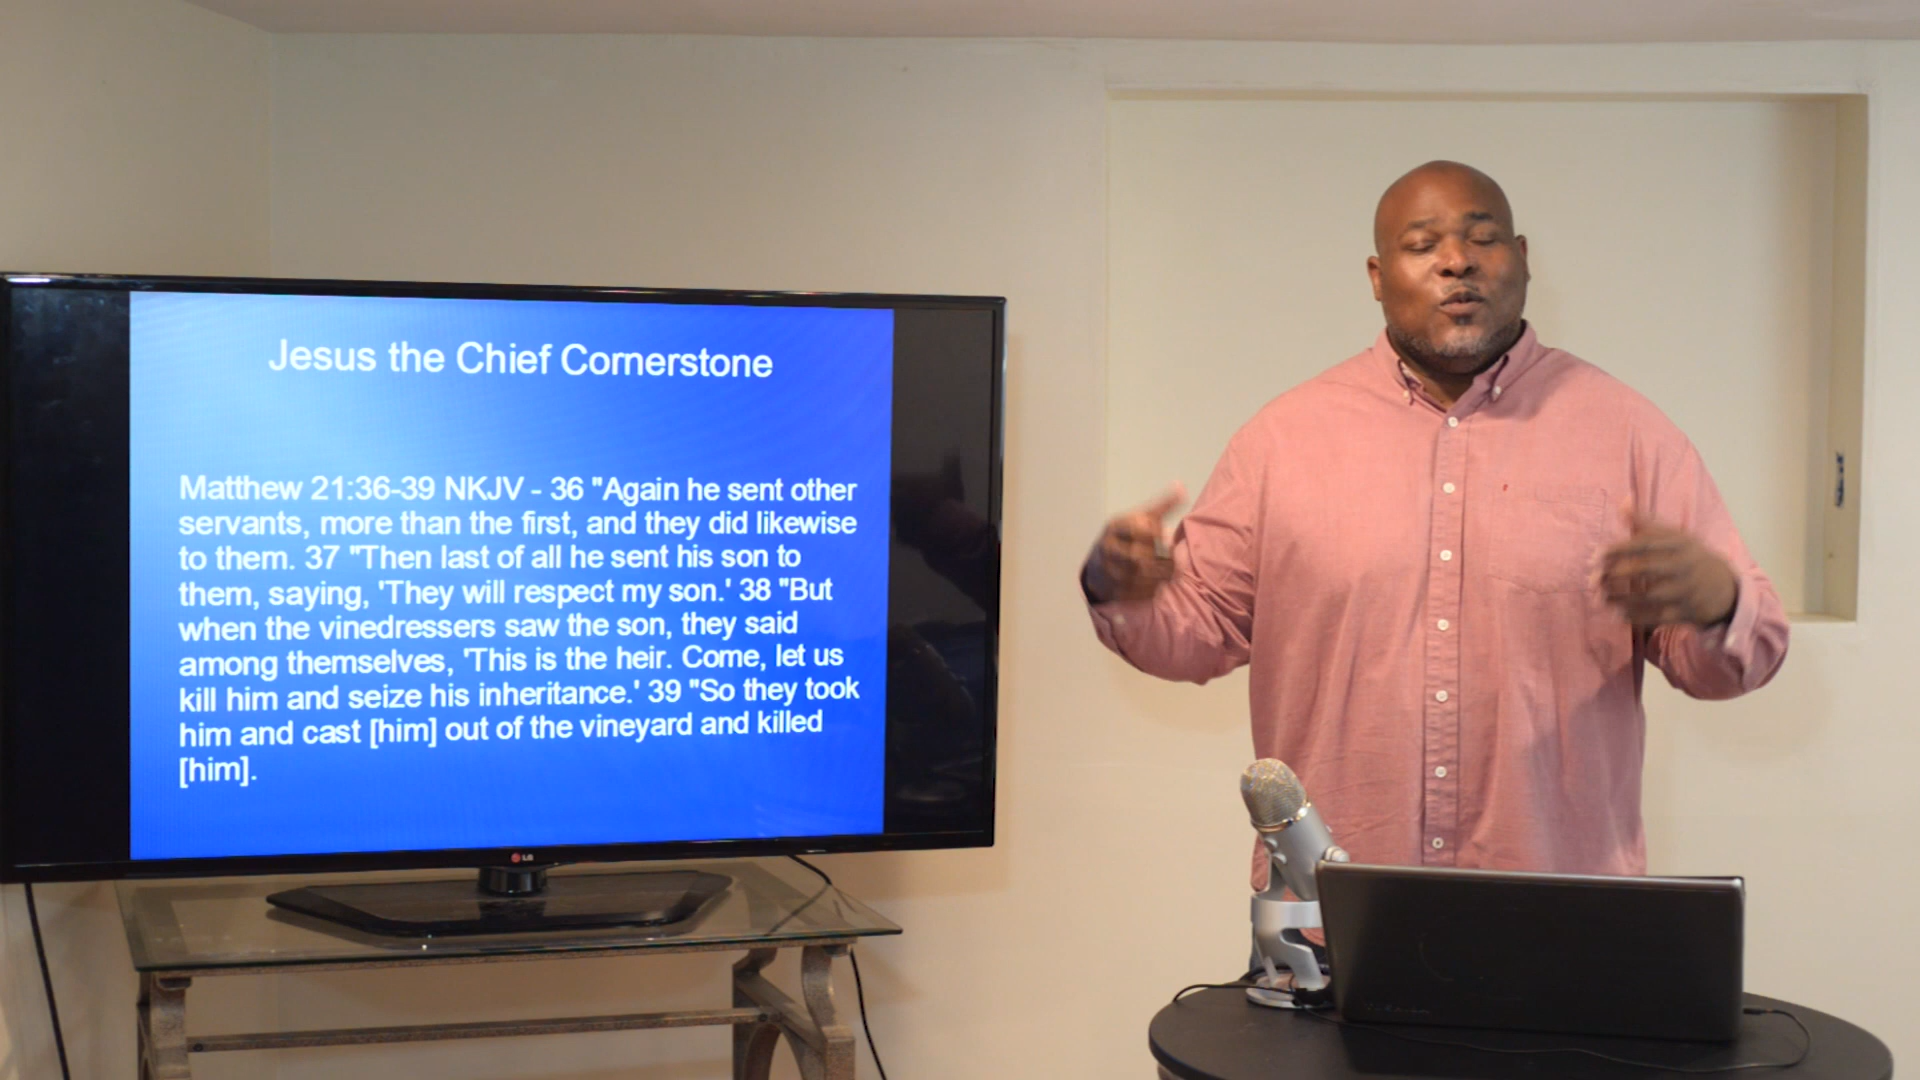 Jesus the Chief Cornerstone
Matthew 21:36-39 NKJV - 36 "Again he sent other
servants, more than the first, and they did likewise
to them. 37 "Then last of all he sent his son to
them, saying, 'They will respect my son.' 38 "But
when the vinedressers saw the son, they said
among themselves, 'This is the heir. Come, let us
kill him and seize his inheritance.' 39 "So they took
him and cast [him] out of the vineyard and killed
[him].
LG